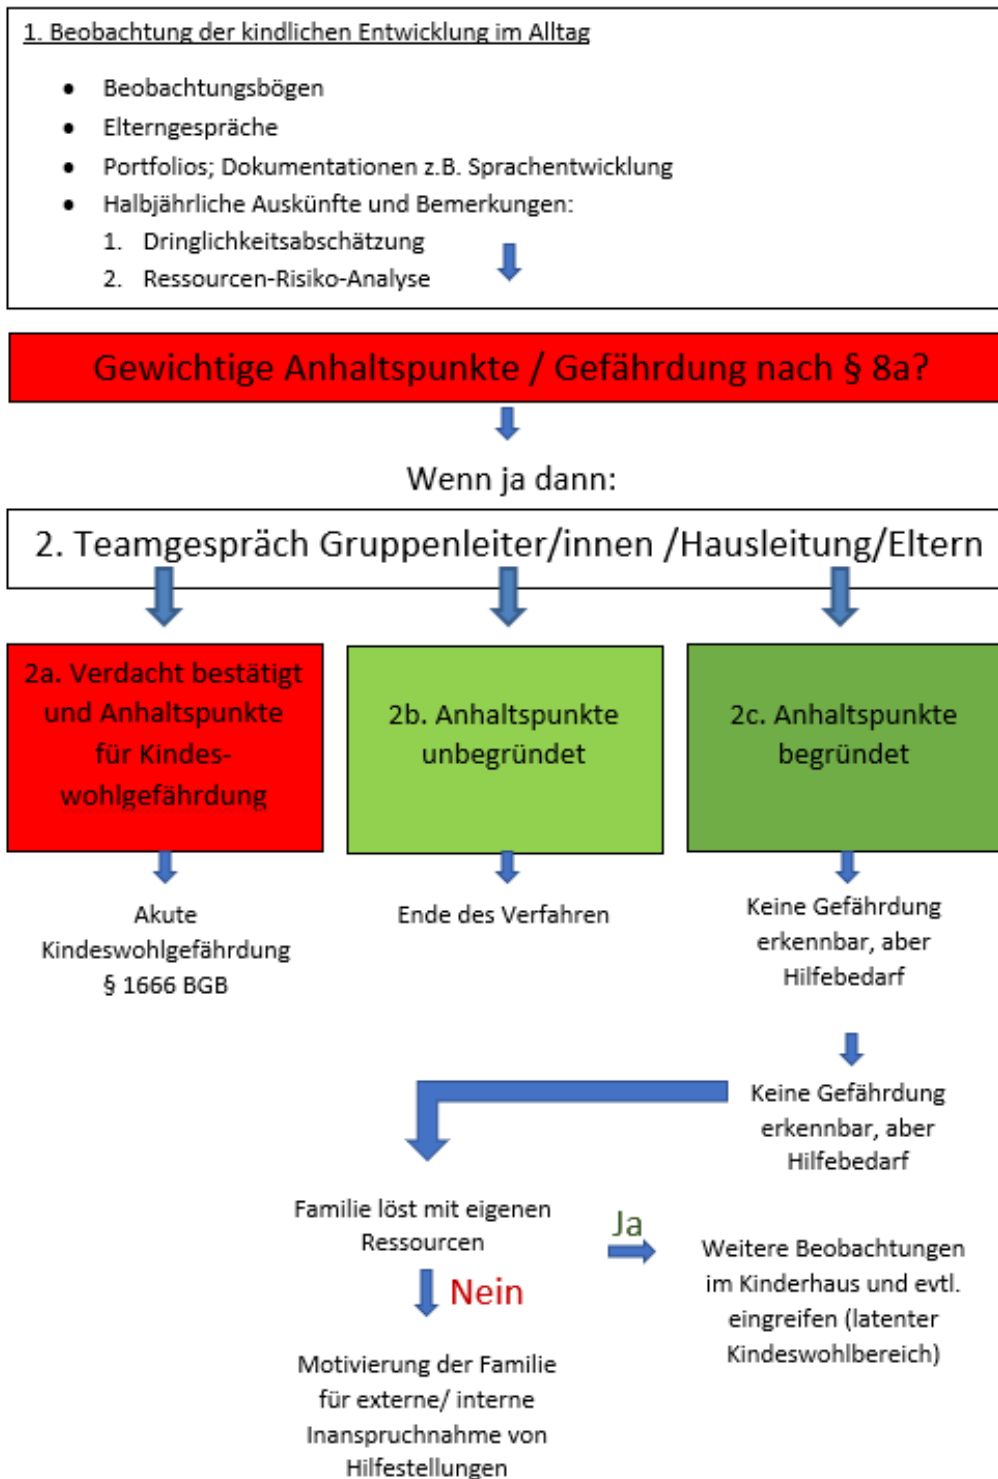 1. Beobachtung der kindlichen Entwicklung im Alltag
• Beobachtungsbögen
• Elterngespräche
• Portfolios; Dokumentationen z.B. Sprachentwicklung
• Halbjährliche Auskünfte und Bemerkungen:
1. Dringlichkeitsabschätzung
2. Ressourcen-Risiko-Analyse
Gewichtige Anhaltspunkte / Gefährdung nach § 8a?
Wenn ja dann:
2. Teamgespräch Gruppenleiter/innen /Hausleitung/Eltern
2a. Verdacht bestätigt
und Anhaltspunkte
für Kindes-
wohlgefährdung
2b. Anhaltspunkte
unbegründet
2c. Anhaltspunkte
begründet
Akute
Kindeswohlgefährdung
§ 1666 BGB
Ende des Verfahren
Keine Gefährdung
erkennbar, aber
Hilfebedarf
Keine Gefährdung
erkennbar, aber
Hilfebedarf
Familie löst mit eigenen
Ressourcen
Ja
Weitere Beobachtungen
im Kinderhaus und evtl.
eingreifen (latenter
Kindeswohlbereich)
Nein
Motivierung der Familie
für externe/ interne
Inanspruchnahme von
Hilfestellungen